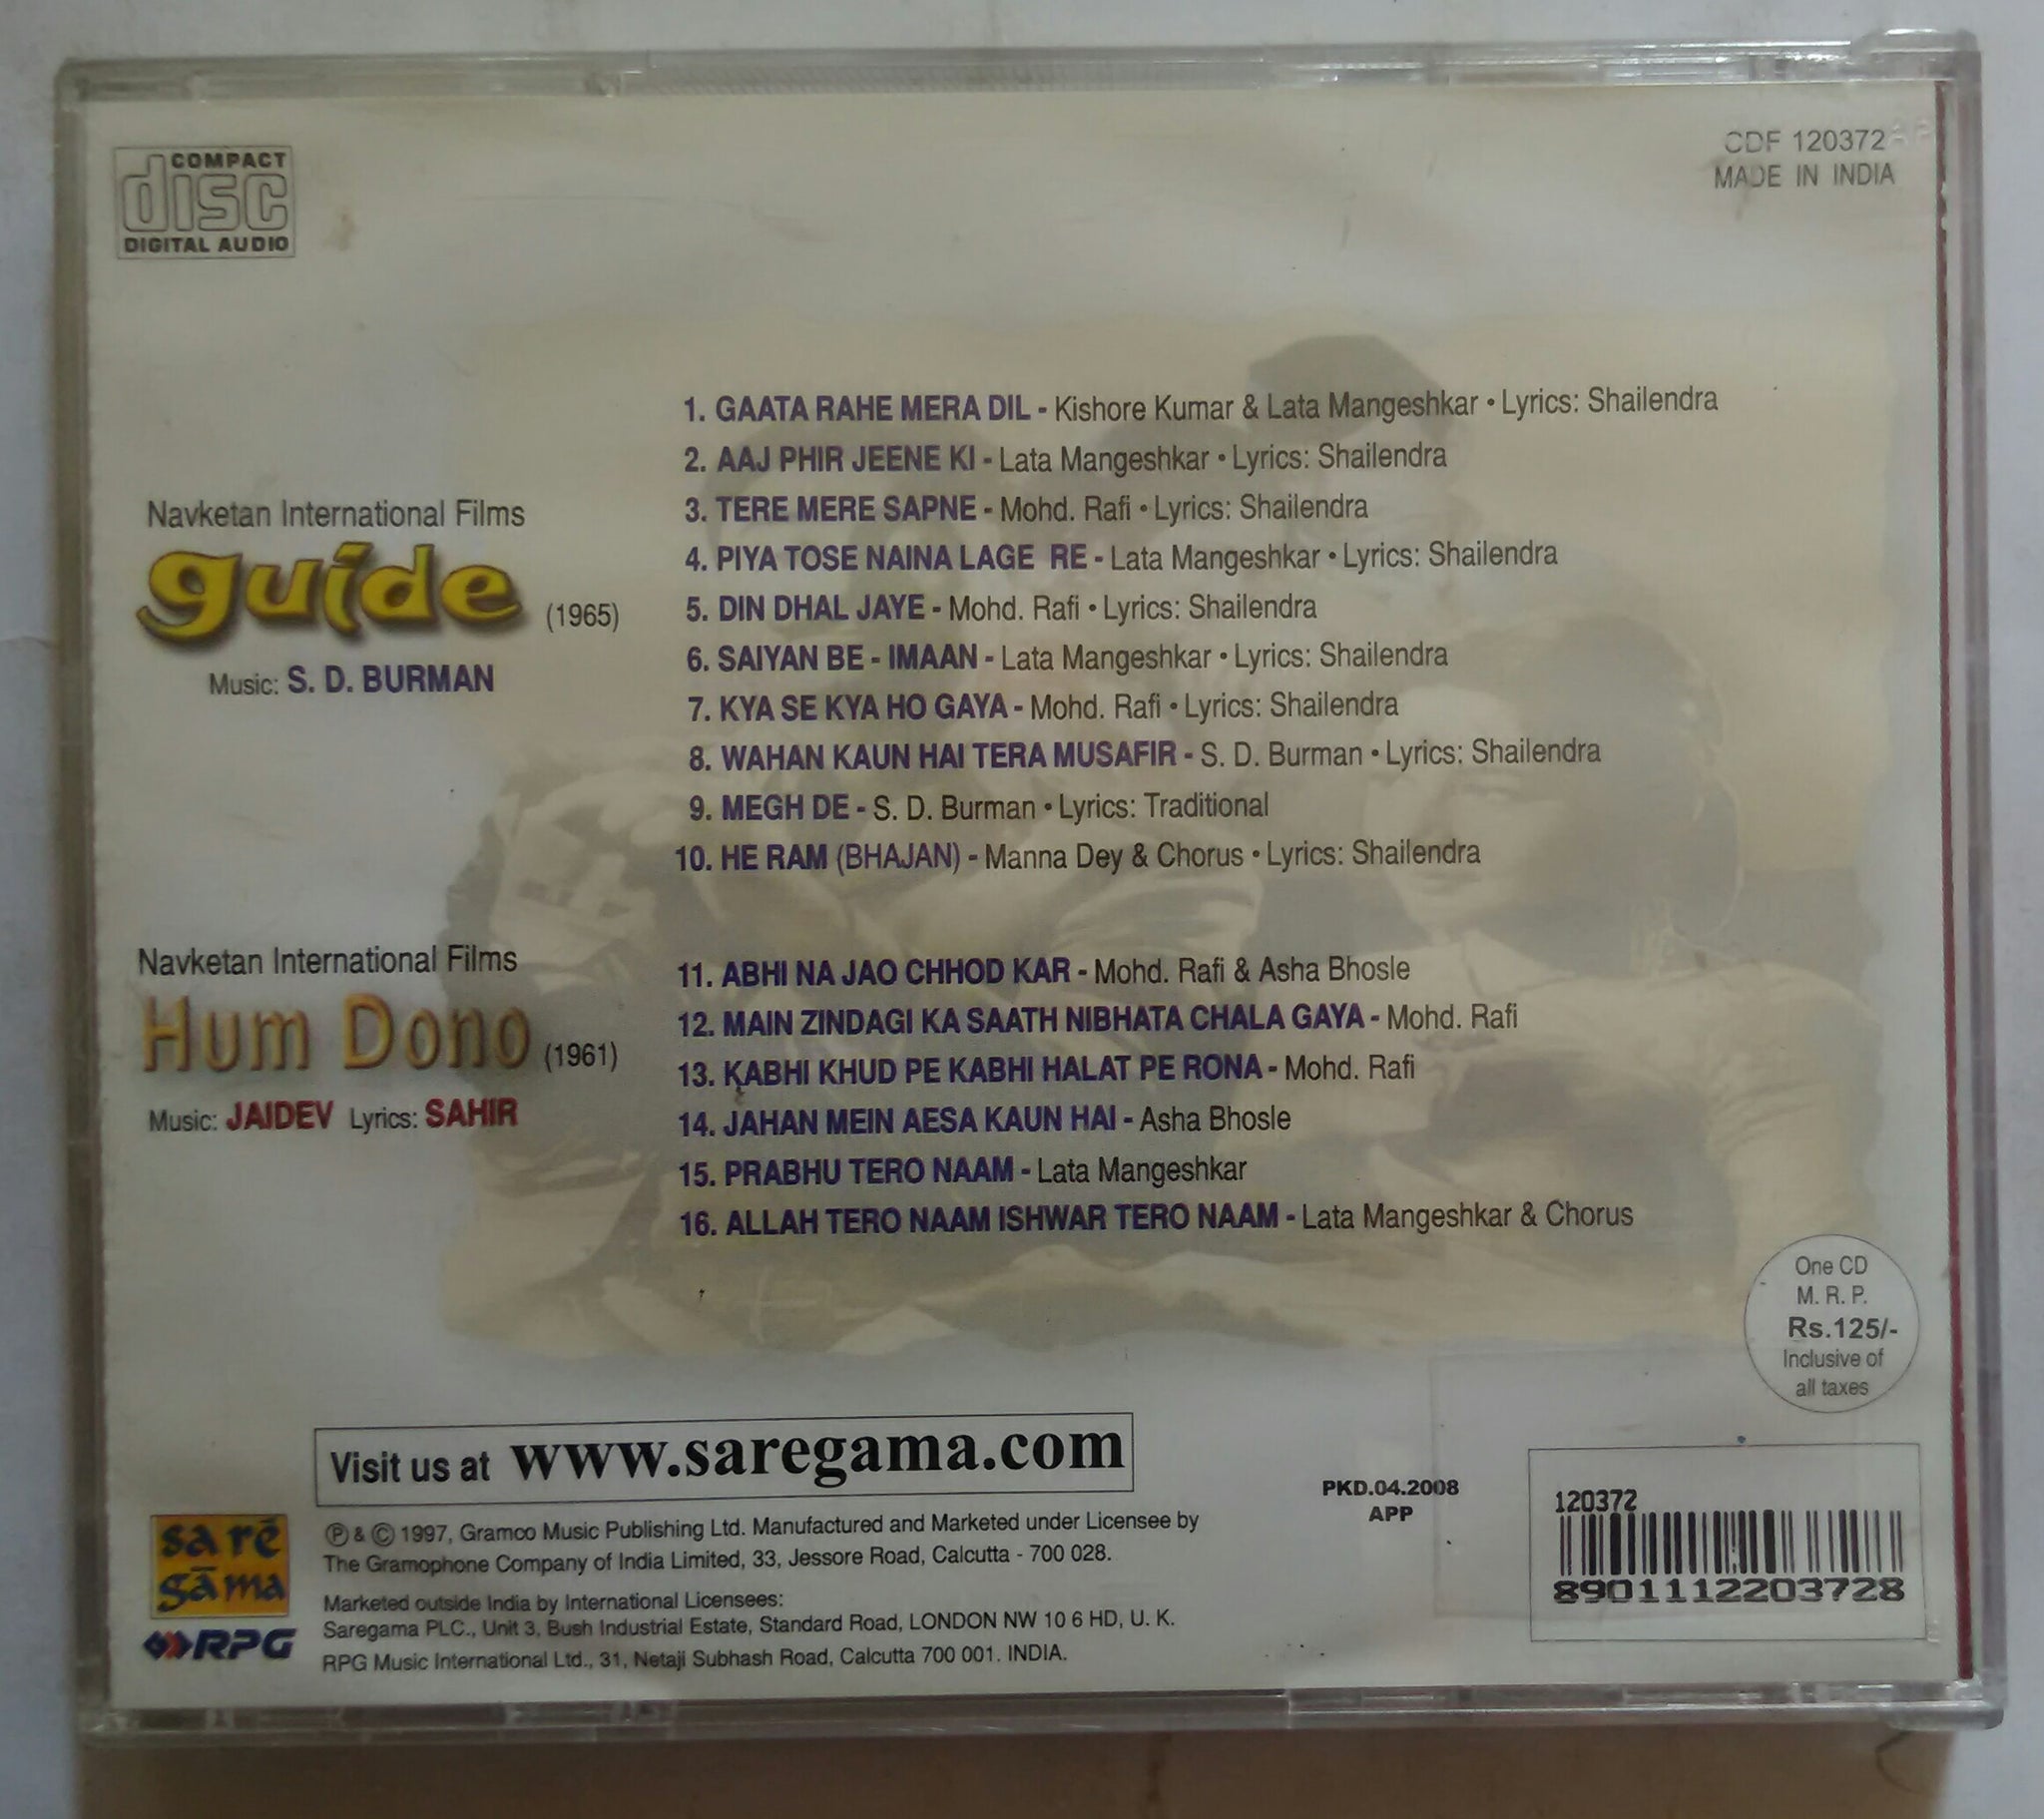 COMPACT
disc
DIGITAL AUDIO
CDF 120372
MADE IN INDIA
Navketan International Films
guide (1965)
Music: S. D. BURMAN
1. GAATA RAHE MERA DIL - Kishore Kumar & Lata Mangeshkar • Lyrics: Shailendra
2. AAJ PHIR JEENE KI - Lata Mangeshkar • Lyrics: Shailendra
3. TERE MERE SAPNE - Mohd. Rafi • Lyrics: Shailendra
4. PIYA TOSE NAINA LAGE RE - Lata Mangeshkar • Lyrics: Shailendra
5. DIN DHAL JAYE - Mohd. Rafi • Lyrics: Shailendra
6. SAIYAN BE - IMAAN - Lata Mangeshkar • Lyrics: Shailendra
7. KYA SE KYA HO GAYA - Mohd. Rafi • Lyrics: Shailendra
8. WAHAN KAUN HAI TERA MUSAFIR - S. D. Burman • Lyrics: Shailendra
9. MEGH DE - S. D. Burman • Lyrics: Traditional
10. HE RAM (BHAJAN) - Manna Dey & Chorus • Lyrics: Shailendra
Navketan International Films
Hum Dono (1961)
Music: JAIDEV Lyrics: SAHIR
11. ABHI NA JAO CHHOD KAR - Mohd. Rafi & Asha Bhosle
12. MAIN ZINDAGI KA SAATH NIBHATA CHALA GAYA - Mohd. Rafi
13. KABHI KHUD PE KABHI HALAT PE RONA - Mohd. Rafi
14. JAHAN MEIN AESA KAUN HAI - Asha Bhosle
15. PRABHU TERO NAAM - Lata Mangeshkar
16. ALLAH TERO NAAM ISHWAR TERO NAAM - Lata Mangeshkar & Chorus
One CD
M. R. P.
Rs.125/-
Inclusive of
all taxes
Visit us at www.saregama.com
PKD.04.2008
APP
120372
8901112203728
sa rē
gā ma
RPG
Ⓟ & © 1997, Gramco Music Publishing Ltd. Manufactured and Marketed under Licensee by
The Gramophone Company of India Limited, 33, Jessore Road, Calcutta - 700 028.
Marketed outside India by International Licensees:
Saregama PLC., Unit 3, Bush Industrial Estate, Standard Road, LONDON NW 10 6 HD, U. K.
RPG Music International Ltd., 31, Netaji Subhash Road, Calcutta 700 001. INDIA.